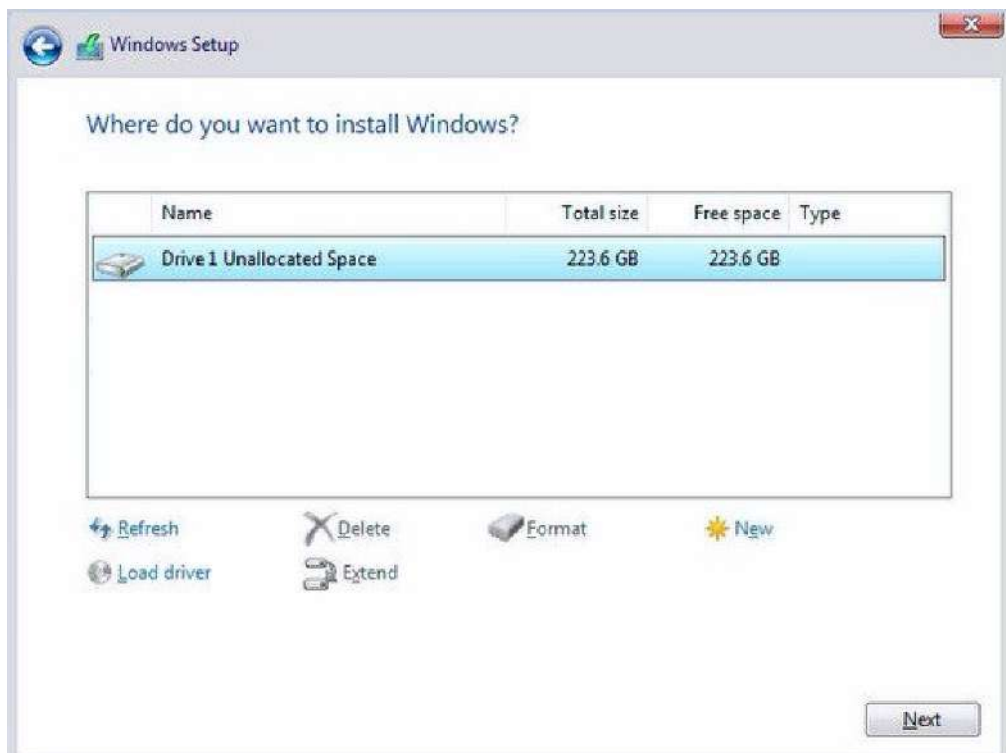 Windows Setup
Where do you want to install Windows?
Name Total size Free space Type
Drive 1 Unallocated Space 223.6 GB 223.6 GB
Refresh Delete Format New
Load driver Extend
Next